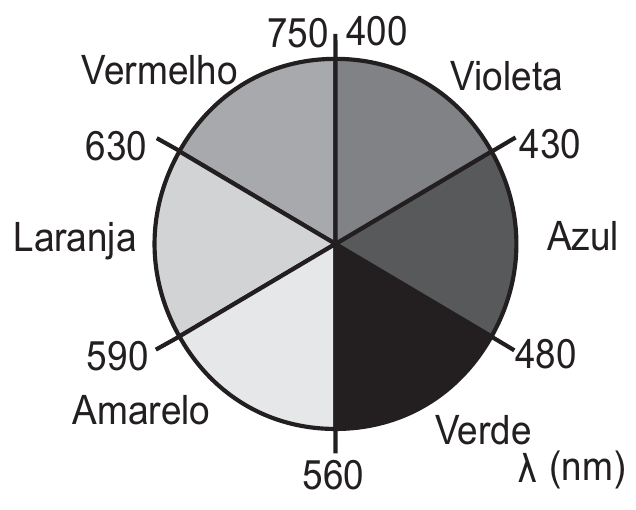 750 400
Vermelho
Violeta
630
430
Laranja
Azul
590
480
Amarelo
Verde
λ (nm)
560